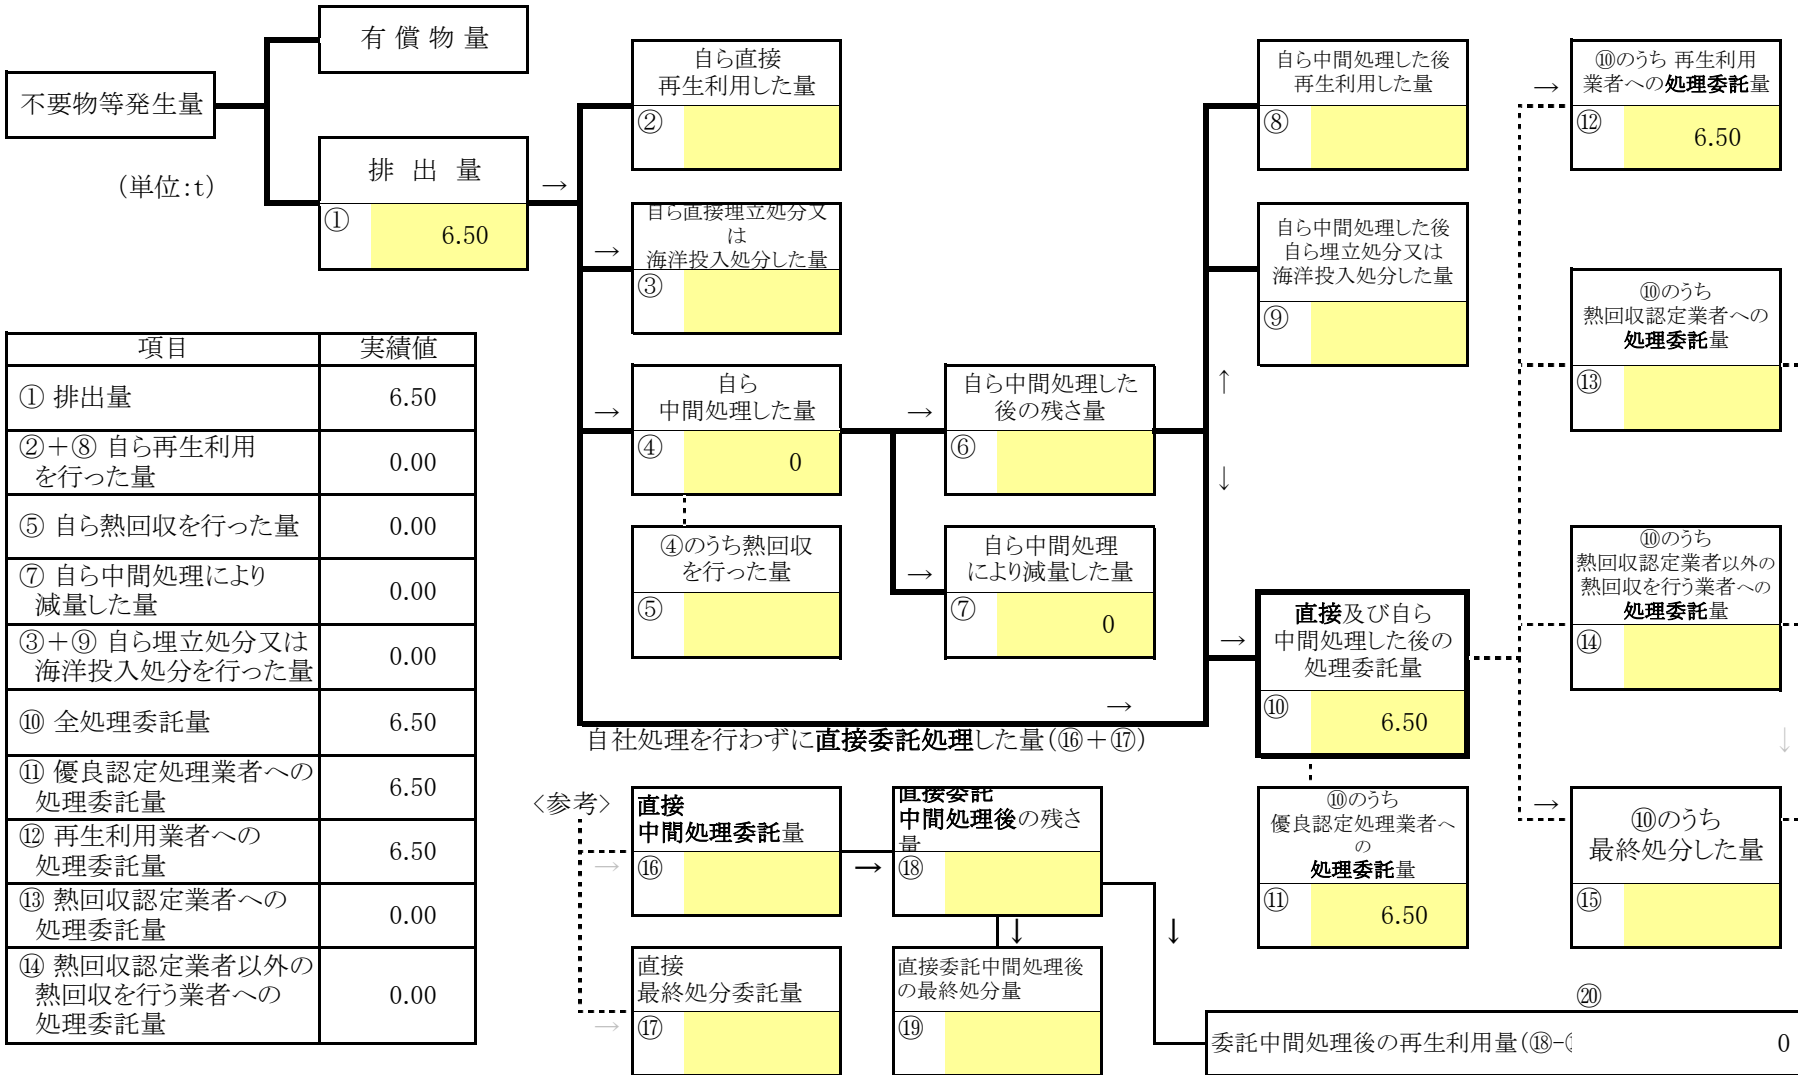 有 償 物 量
不要物等発生量
(単位:t)
排 出 量
→
①
6.50
自ら直接
再生利用した量
②
→
自ら直接埋立処分又
は
海洋投入処分した量
③
→
自ら
中間処理した量
④
0
④のうち熱回収
を行った量
⑤
→
自ら中間処理した
後の残さ量
⑥
→
自ら中間処理
により減量した量
⑦
0
自ら中間処理した後
再生利用した量
⑧
自ら中間処理した後
自ら埋立処分又は
海洋投入処分した量
⑨
↑
↓
→
直接及び自ら
中間処理した後の
処理委託量
⑩
6.50
⑩のうち
優良認定処理業者へ
の
処理委託量
⑪
6.50
→
⑩のうち 再生利用
業者への処理委託量
⑫
6.50
⑩のうち
熱回収認定業者への
処理委託量
⑬
⑩のうち
熱回収認定業者以外の
熱回収を行う業者への
処理委託量
⑭
↓
→
⑩のうち
最終処分した量
⑮
→
自社処理を行わずに直接委託処理した量(⑯+⑰)
〈参考〉
→
直接
中間処理委託量
⑯
→
直接委託
中間処理後の残さ
量
⑱
↓
↓
→
直接
最終処分委託量
⑰
直接委託中間処理後
の最終処分量
⑲
⑳
委託中間処理後の再生利用量(⑱-
0
項目 実績値
① 排出量 6.50
②+⑧ 自ら再生利用
を行った量 0.00
⑤ 自ら熱回収を行った量 0.00
⑦ 自ら中間処理により
減量した量 0.00
③+⑨ 自ら埋立処分又は
海洋投入処分を行った量 0.00
⑩ 全処理委託量 6.50
⑪ 優良認定処理業者への
処理委託量 6.50
⑫ 再生利用業者への
処理委託量 6.50
⑬ 熱回収認定業者への
処理委託量 0.00
⑭ 熱回収認定業者以外の
熱回収を行う業者への
処理委託量 0.00